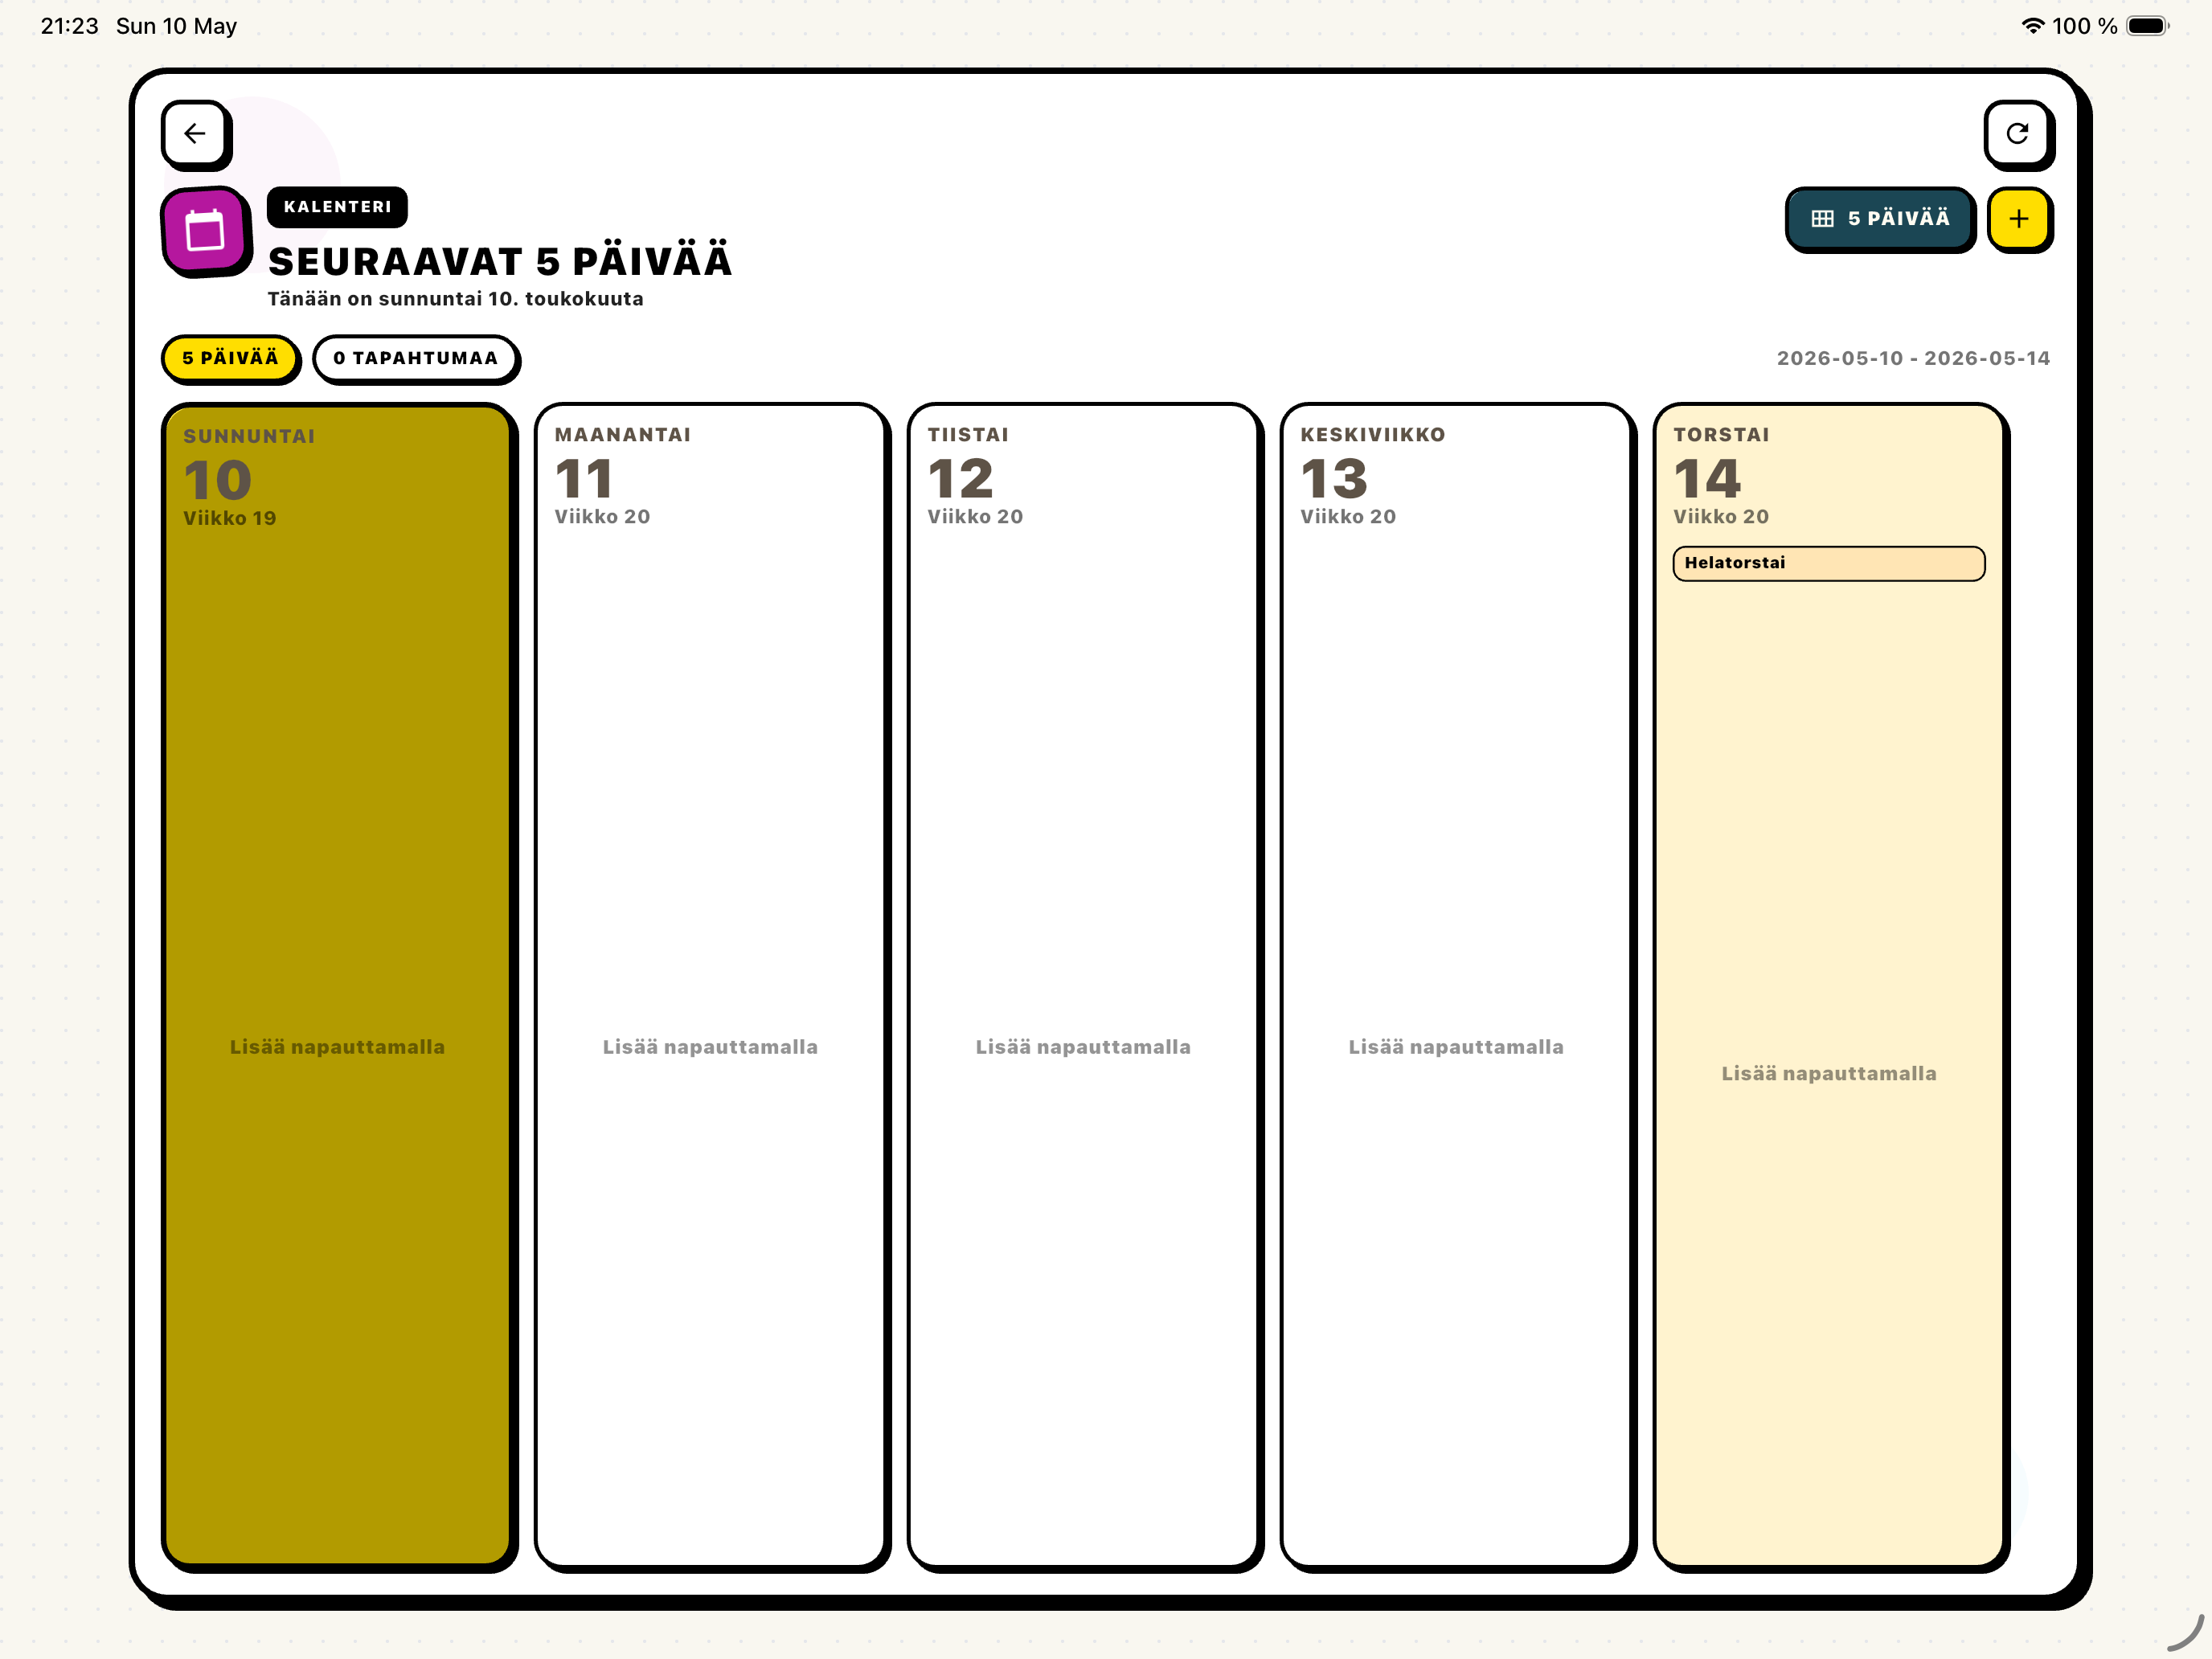 21:23 Sun 10 May
100 %
KALENTERI
SEURAAVAT 5 PÄIVÄÄ
Tänään on sunnuntai 10. toukokuuta
5 PÄIVÄÄ
5 PÄIVÄÄ
0 TAPAHTUMAA
2026-05-10 - 2026-05-14
SUNNUNTAI
10
Viikko 19
Lisää napauttamalla
MAANANTAI
11
Viikko 20
Lisää napauttamalla
TIISTAI
12
Viikko 20
Lisää napauttamalla
KESKIVIIKKO
13
Viikko 20
Lisää napauttamalla
TORSTAI
14
Viikko 20
Helatorstai
Lisää napauttamalla